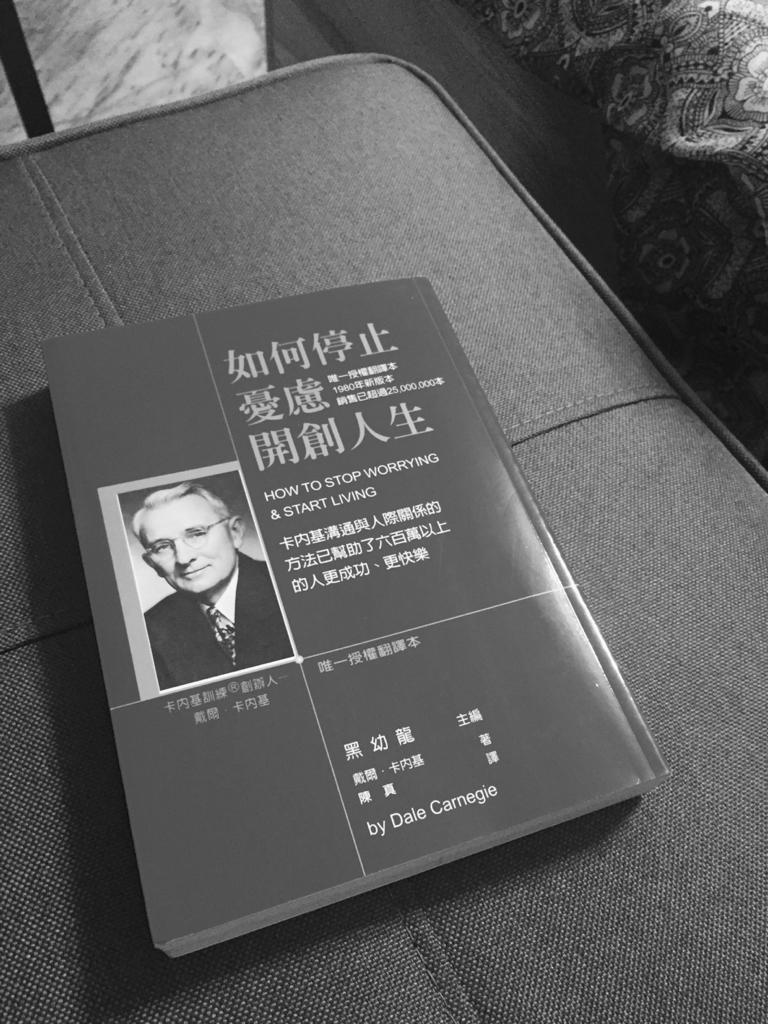 如何停止
憂慮
唯一授權翻譯本
1980年新版本
銷售已超過25,000,000本
開創人生
HOW TO STOP WORRYING
& START LIVING
卡內基溝通與人際關係的
方法已幫助了六百萬以上
的人更成功、更快樂
唯一授權翻譯本
卡內基訓練®創辦人—
戴爾·卡內基
黑幼龍 主編
戴爾·卡內基 著
陳真 譯
by Dale Carnegie